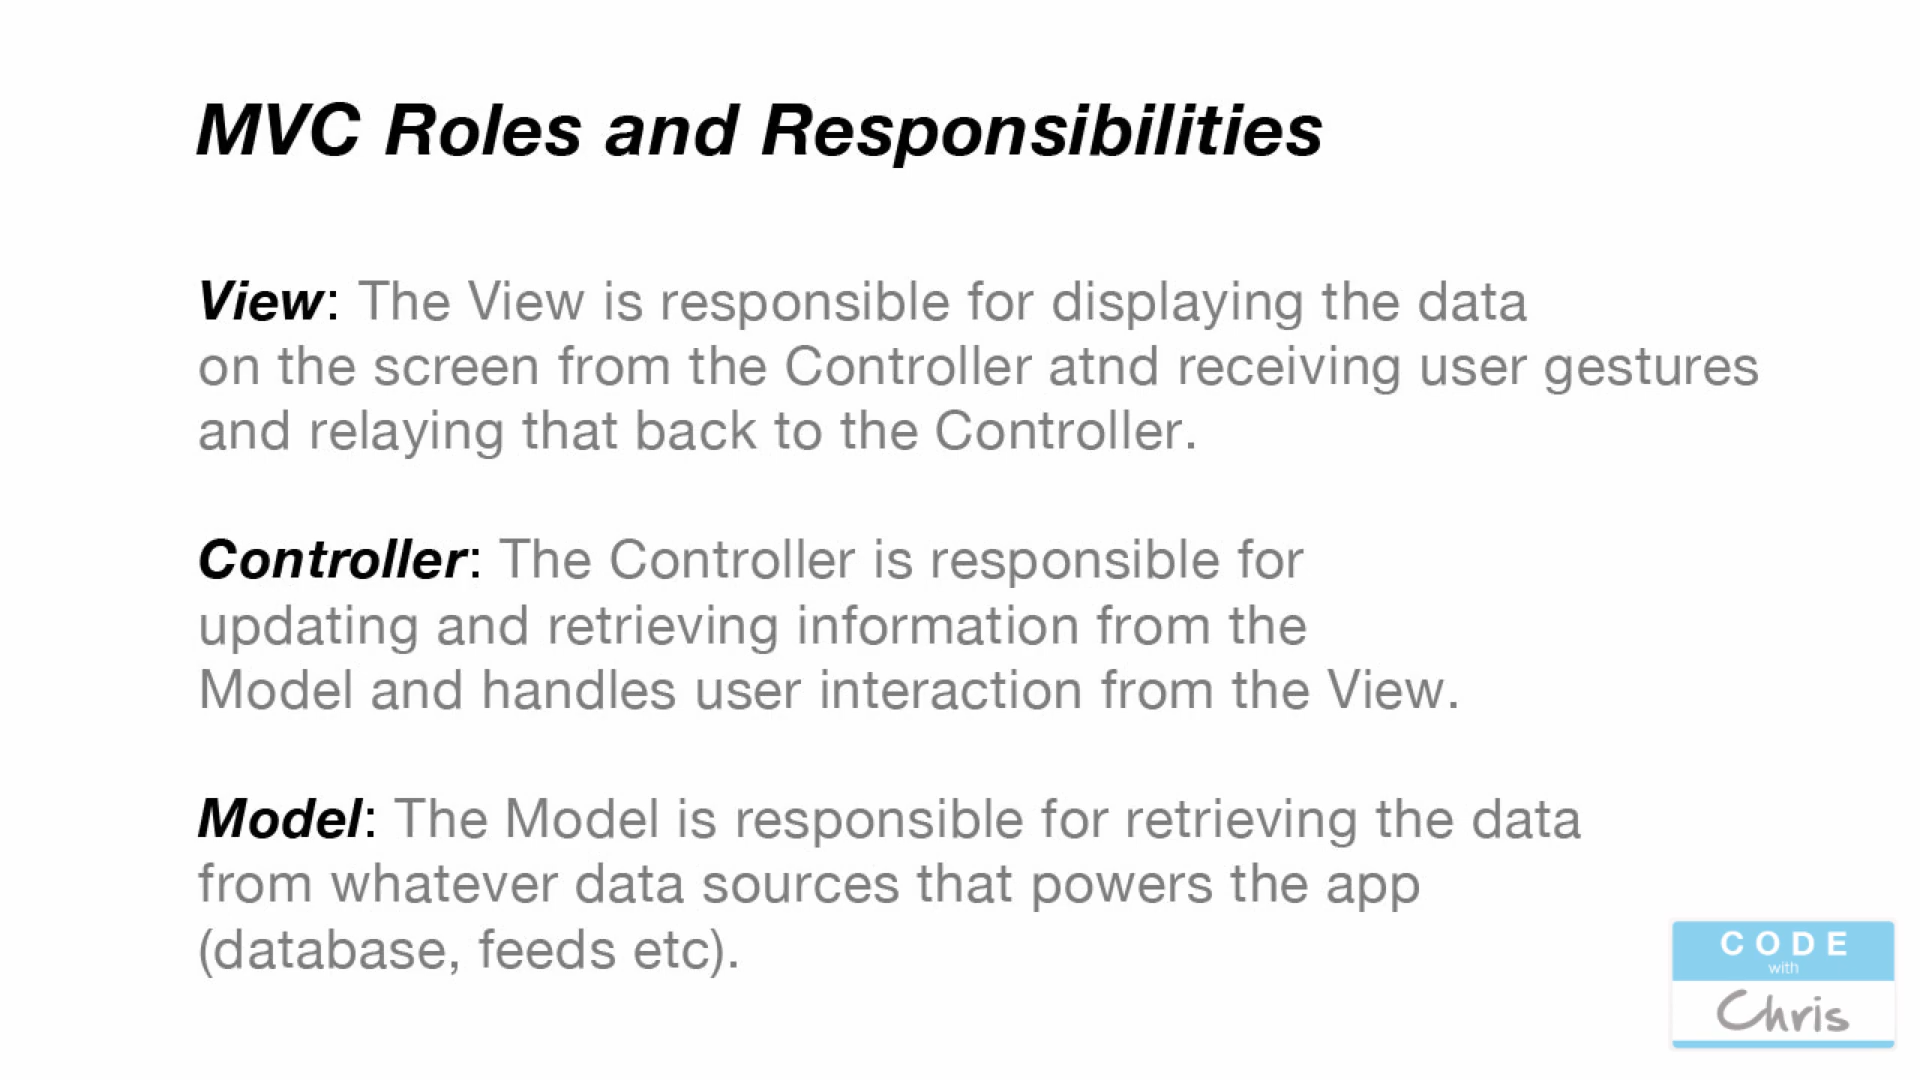 MVC Roles and Responsibilities
View: The View is responsible for displaying the data
on the screen from the Controller atnd receiving user gestures
and relaying that back to the Controller.
Controller: The Controller is responsible for
updating and retrieving information from the
Model and handles user interaction from the View.
Model: The Model is responsible for retrieving the data
from whatever data sources that powers the app
(database, feeds etc).
CODE
with
Chris